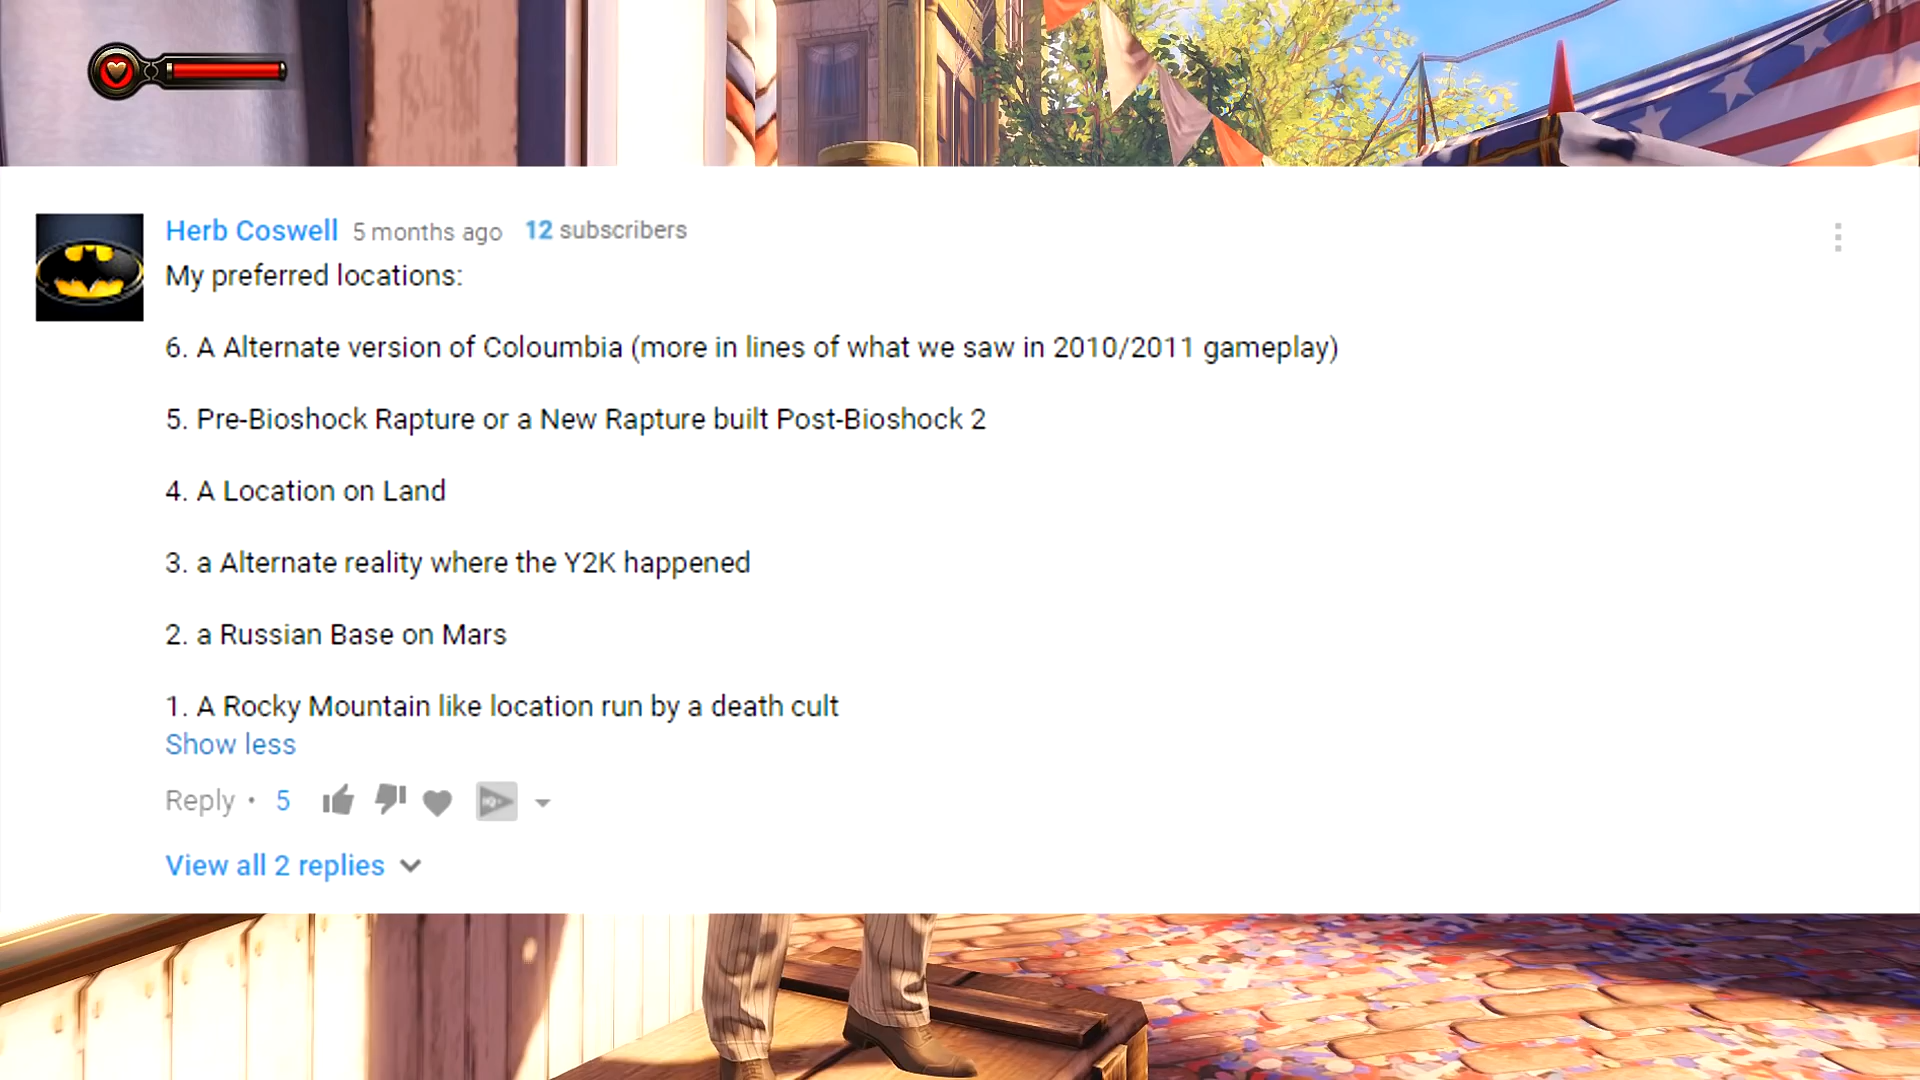 Herb Coswell 5 months ago 12 subscribers
My preferred locations:
6. A Alternate version of Coloumbia (more in lines of what we saw in 2010/2011 gameplay)
5. Pre-Bioshock Rapture or a New Rapture built Post-Bioshock 2
4. A Location on Land
3. a Alternate reality where the Y2K happened
2. a Russian Base on Mars
1. A Rocky Mountain like location run by a death cult
Show less
Reply • 5
View all 2 replies